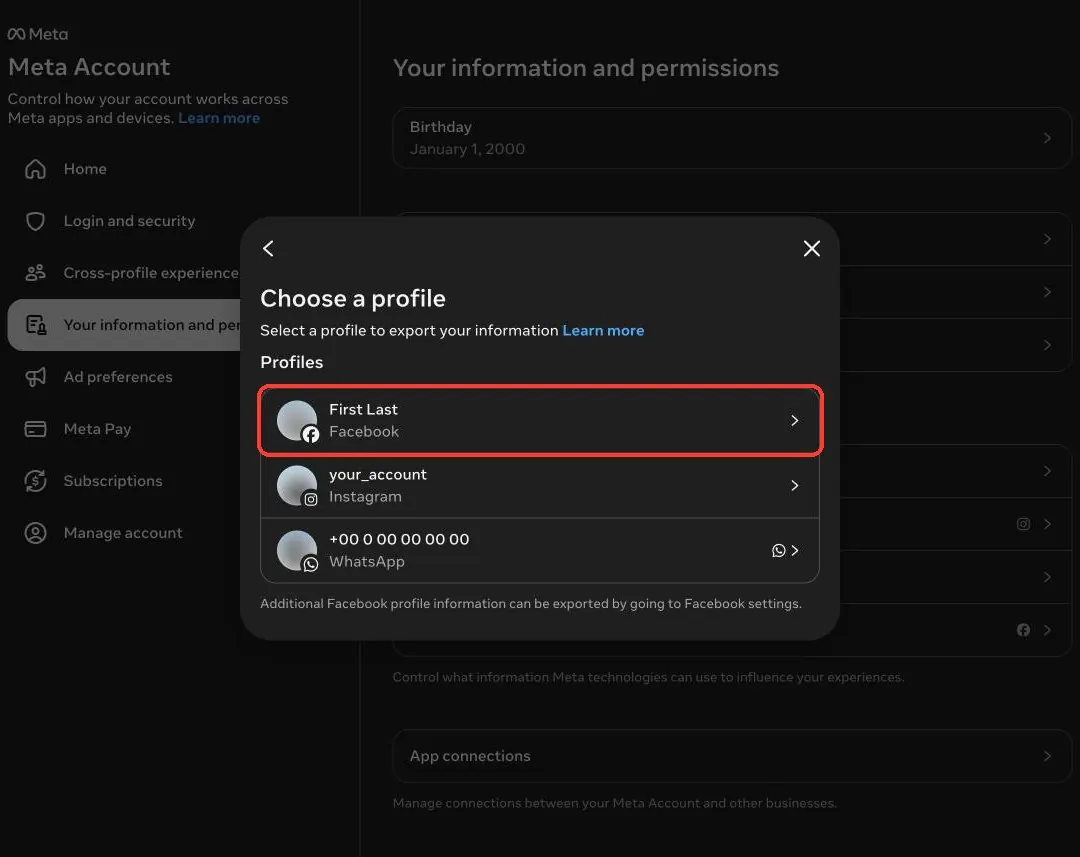 Meta
Meta Account
Control how your account works across
Meta apps and devices. Learn more
Home
Login and security
Cross-profile experience
Your information and per
Ad preferences
Meta Pay
Subscriptions
Manage account
Your information and permissions
Birthday
January 1, 2000
Choose a profile
Select a profile to export your information Learn more
Profiles
First Last
Facebook
your_account
Instagram
+00 0 00 00 00 00
WhatsApp
Additional Facebook profile information can be exported by going to Facebook settings.
Control what information Meta technologies can use to influence your experiences.
App connections
Manage connections between your Meta Account and other businesses.